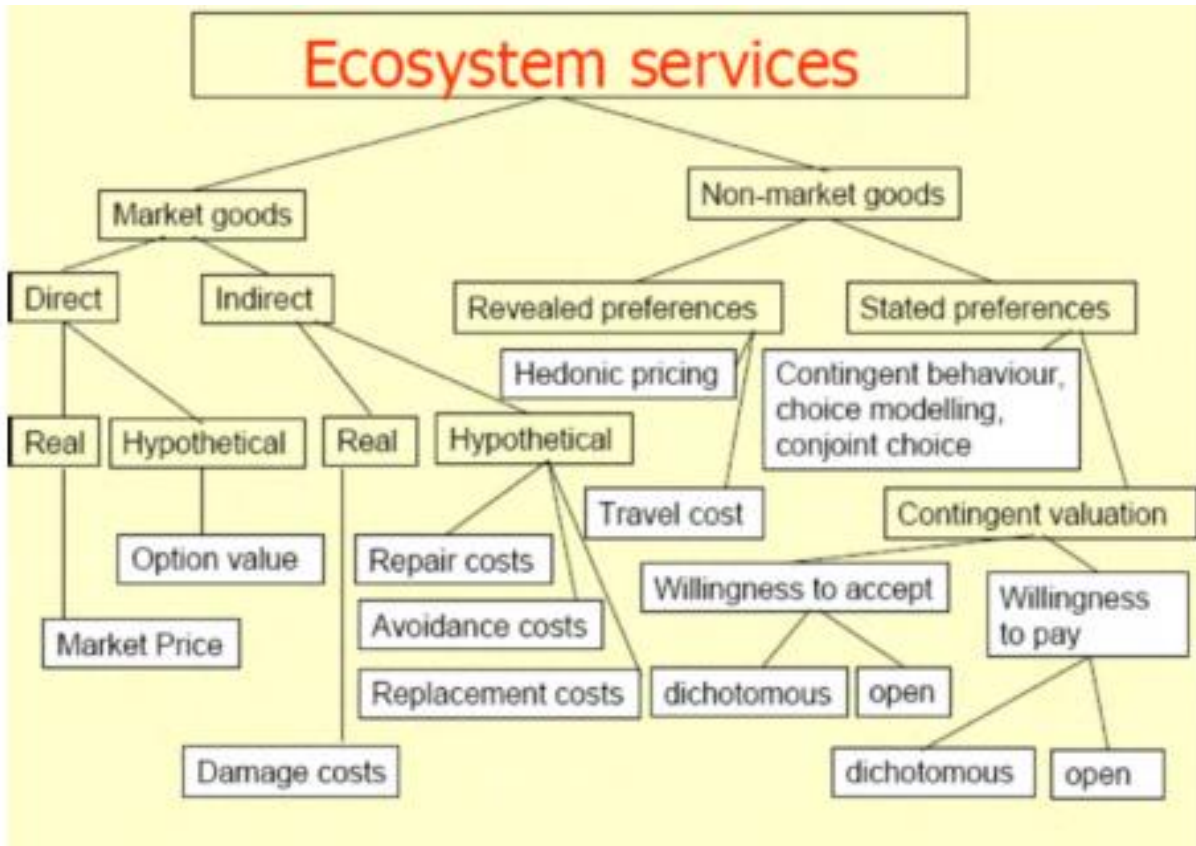 Ecosystem services
Market goods
Non-market goods
Direct
Indirect
Revealed preferences
Stated preferences
Hedonic pricing
Contingent behaviour,
choice modelling,
conjoint choice
Real
Hypothetical
Real
Hypothetical
Travel cost
Contingent valuation
Option value
Repair costs
Willingness to accept
Willingness
to pay
Avoidance costs
Market Price
Replacement costs
dichotomous
open
Damage costs
dichotomous
open